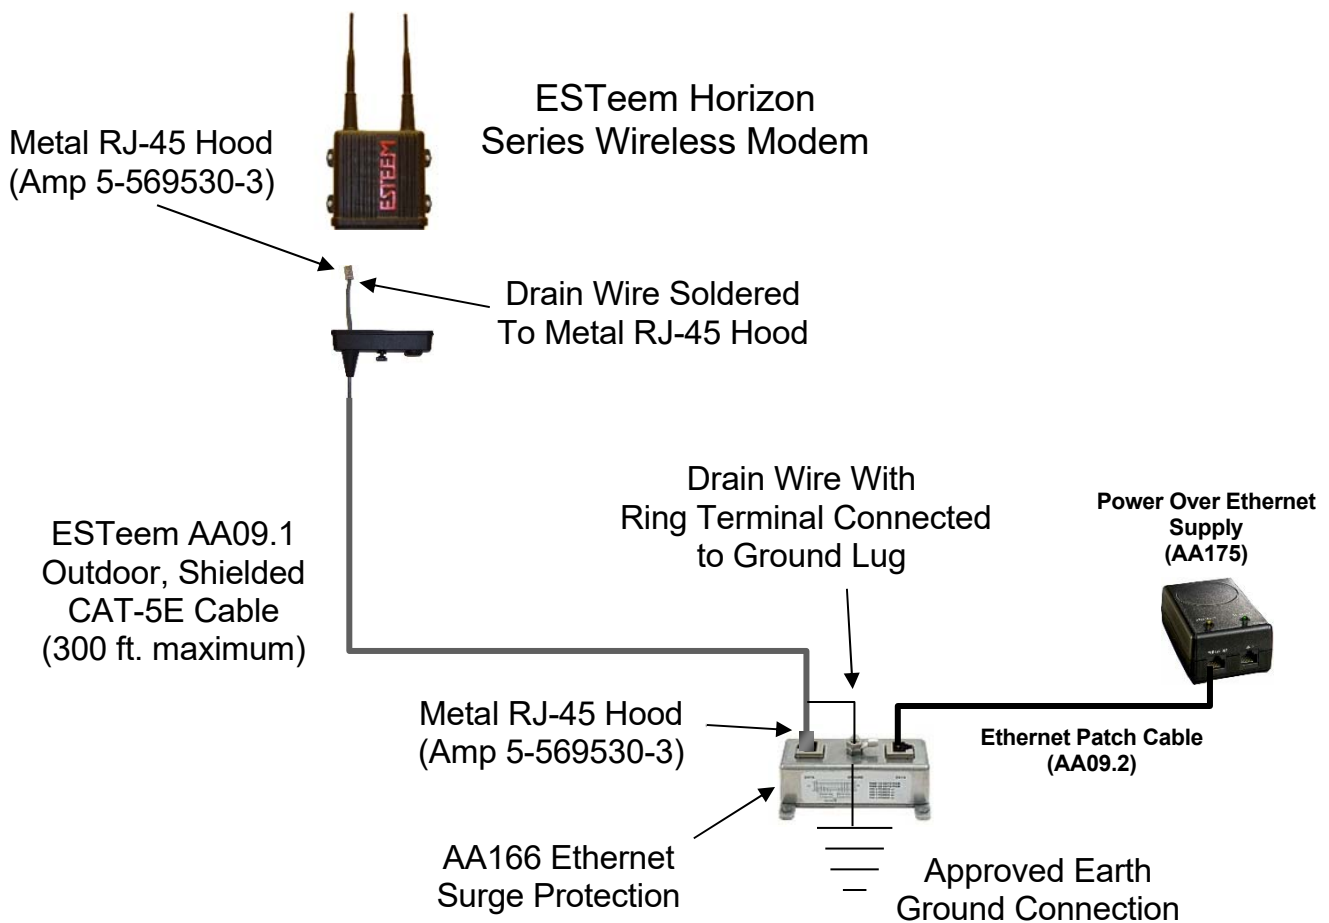 ESTeem Horizon
Series Wireless Modem
Metal RJ-45 Hood
(Amp 5-569530-3)
ESTEEM
Drain Wire Soldered
To Metal RJ-45 Hood
Drain Wire With
Ring Terminal Connected
to Ground Lug
Power Over Ethernet
Supply
(AA175)
ESTeem AA09.1
Outdoor, Shielded
CAT-5E Cable
(300 ft. maximum)
Metal RJ-45 Hood
(Amp 5-569530-3)
Ethernet Patch Cable
(AA09.2)
AA166 Ethernet
Surge Protection
Approved Earth
Ground Connection